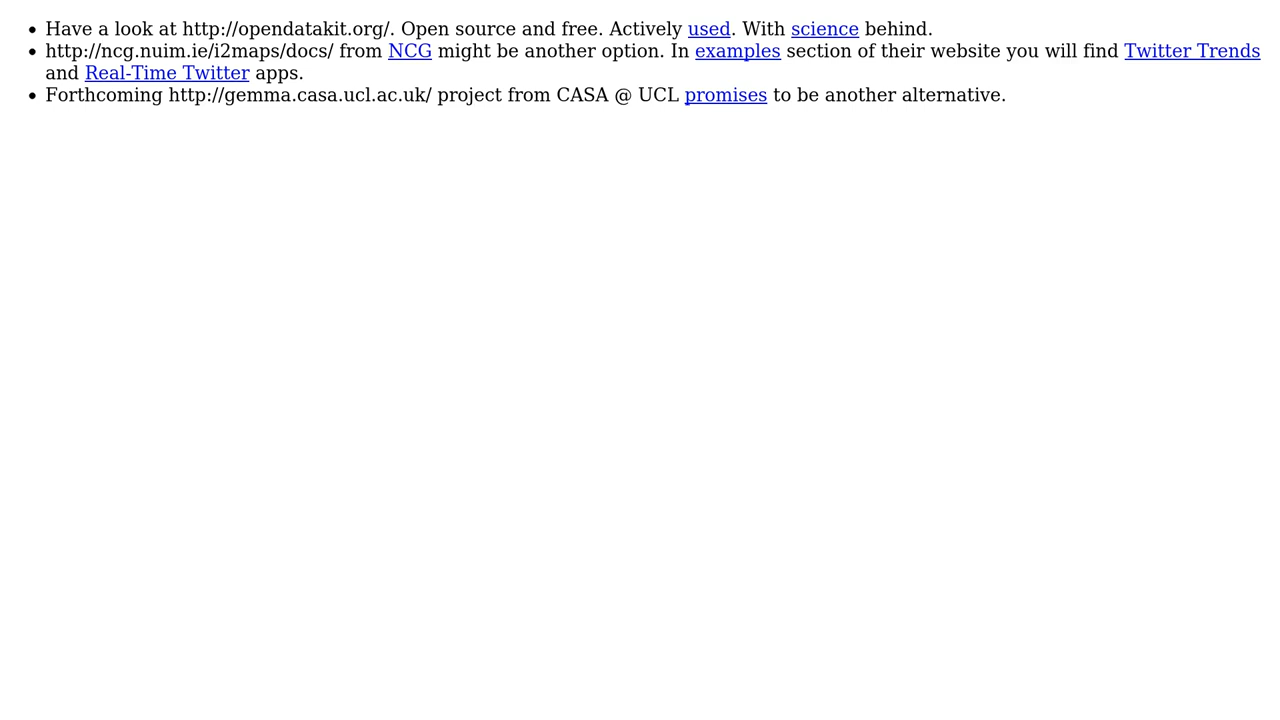 • Have a look at http://opendatakit.org/. Open source and free. Actively used. With science behind.
• http://ncg.nuim.ie/i2maps/docs/ from NCG might be another option. In examples section of their website you will find Twitter Trends
and Real-Time Twitter apps.
• Forthcoming http://gemma.casa.ucl.ac.uk/ project from CASA @ UCL promises to be another alternative.